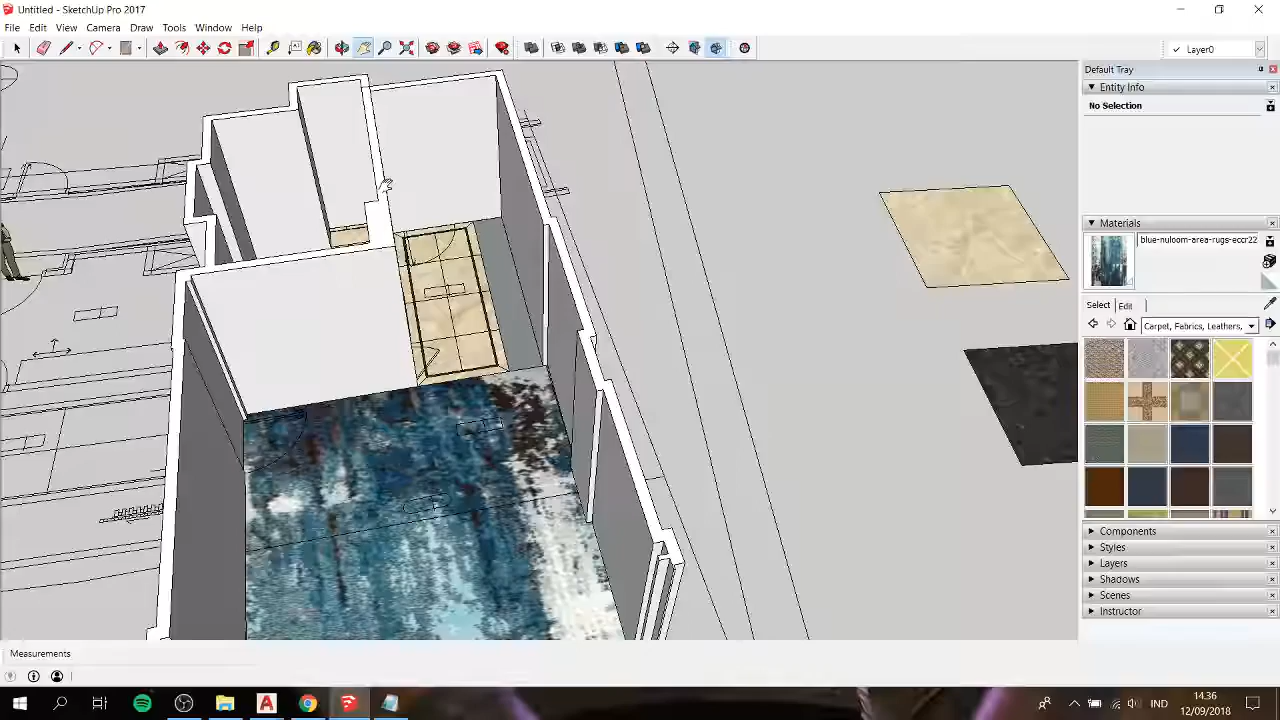 Untitled - SketchUp Pro 2017
File Edit View Camera Draw Tools Window Help
Layer0
Default Tray
Entity Info
No Selection
Materials
blue-nuloom-area-rugs-eccr22
Select Edit
Carpet, Fabrics, Leathers,
Components
Styles
Layers
Shadows
Scenes
Instructor
Measurements
IND
14.36
12/09/2018